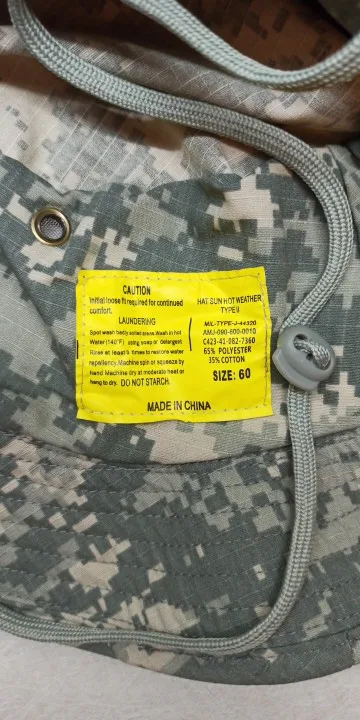 CAUTION
Initial loose fit required for continued
comfort.
LAUNDERING
Spot wash badly soiled areas. Wash in hot
Water (140°F) using soap or detergent
Rinse at least 5 times to restore water
repellency. Machine spin or squeeze by
hand Machine dry at moderate heat or
hang to dry. DO NOT STARCH.
HAT SUN HOT WEATHER
TYPE II
MIL-TYPE-J-44320
AMJ-090-600-0010
C423-41-082-7360
65% POLYESTER
35% COTTON
SIZE: 60
MADE IN CHINA